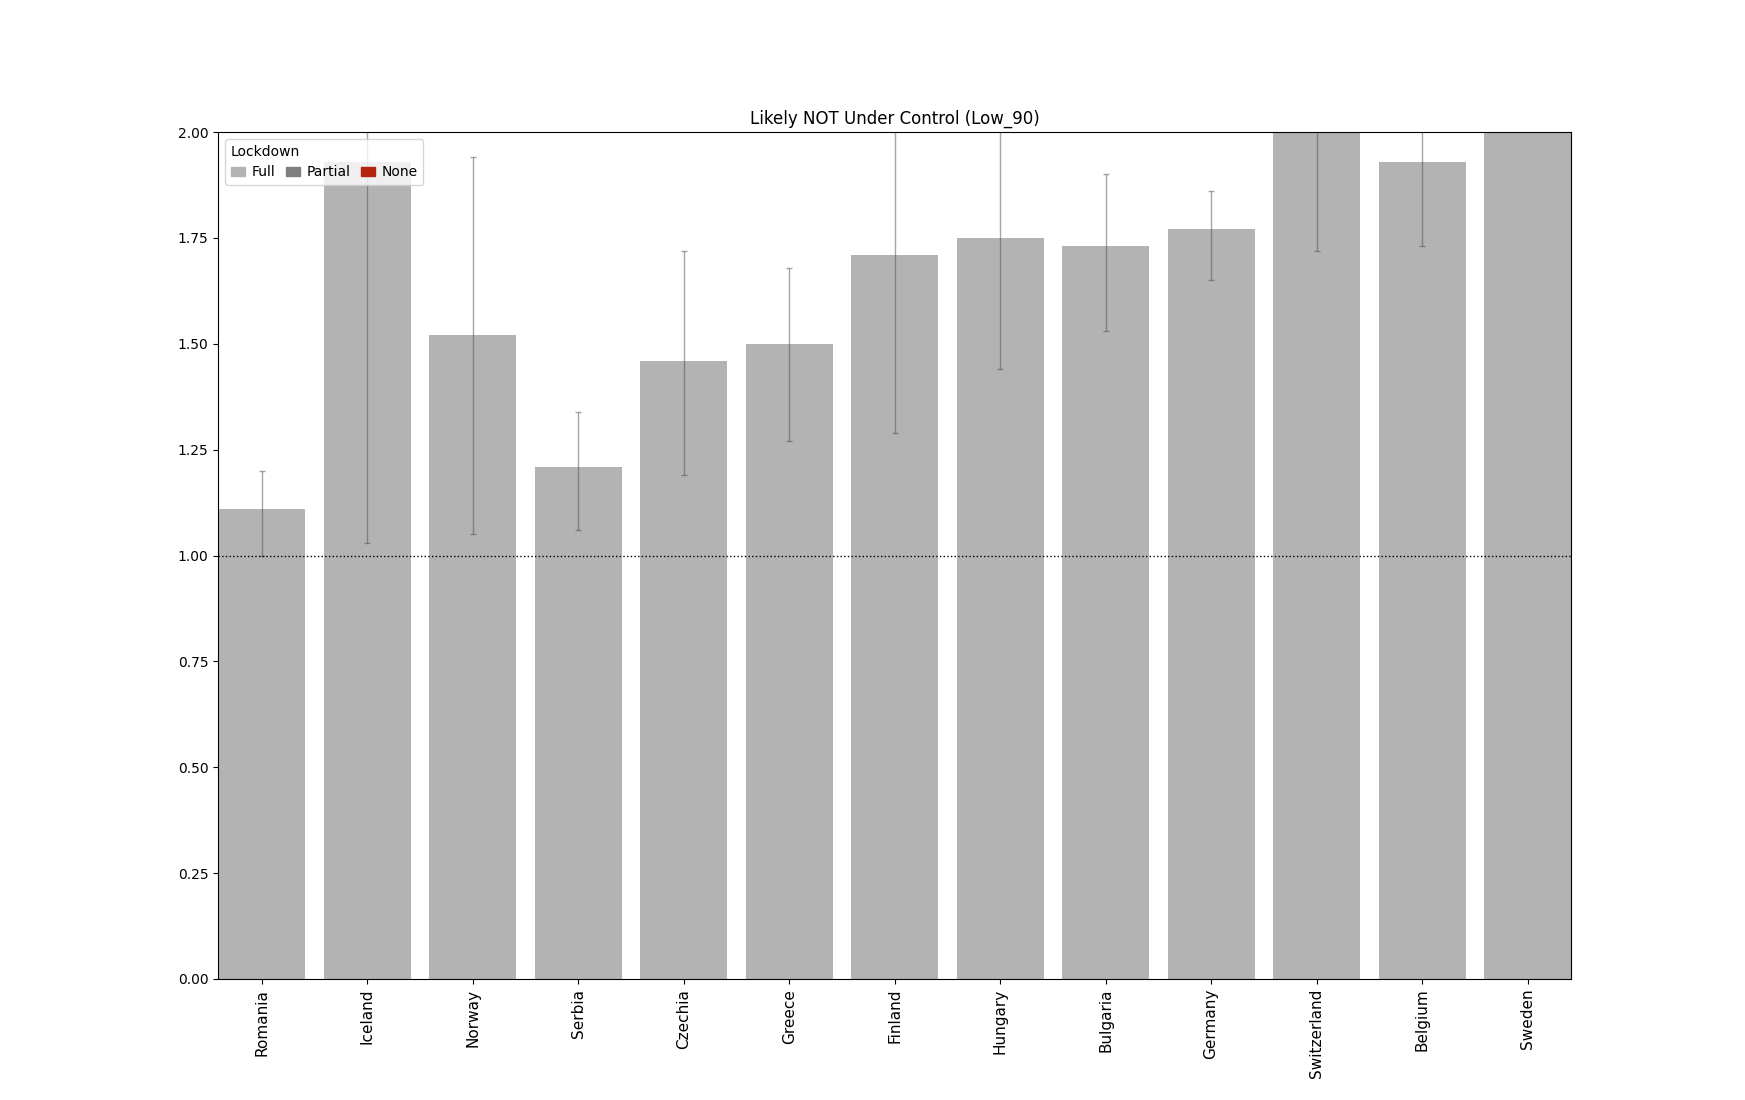 Likely NOT Under Control (Low_90)
Lockdown
Full Partial None
2.00
1.75
1.50
1.25
1.00
0.75
0.50
0.25
0.00
Romania
Iceland
Norway
Serbia
Czechia
Greece
Finland
Hungary
Bulgaria
Germany
Switzerland
Belgium
Sweden